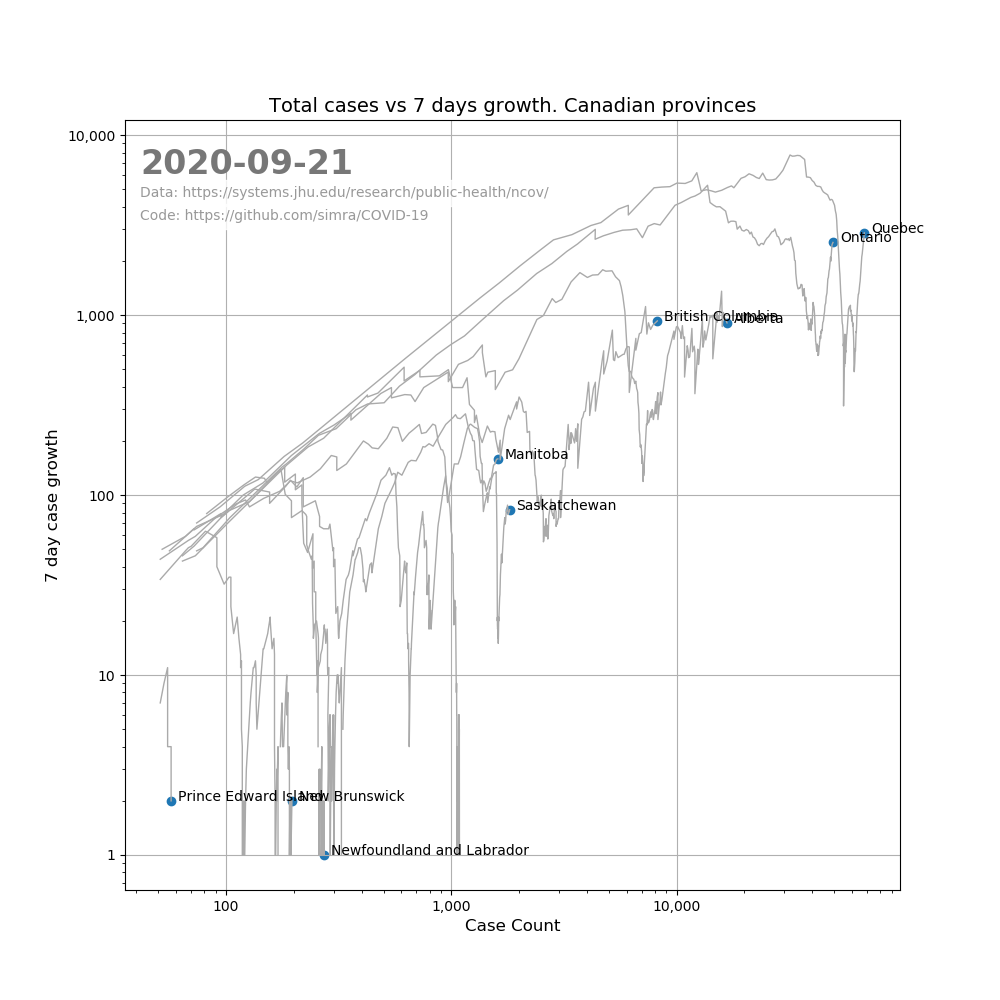 Total cases vs 7 days growth. Canadian provinces
10,000
2020-09-21
Data: https://systems.jhu.edu/research/public-health/ncov/
Code: https://github.com/simra/COVID-19
Quebec
Ontario
1,000
British Columbia
Alberta
7 day case growth
Manitoba
100
Saskatchewan
10
Prince Edward Island
New Brunswick
1
Newfoundland and Labrador
100
1,000
10,000
Case Count